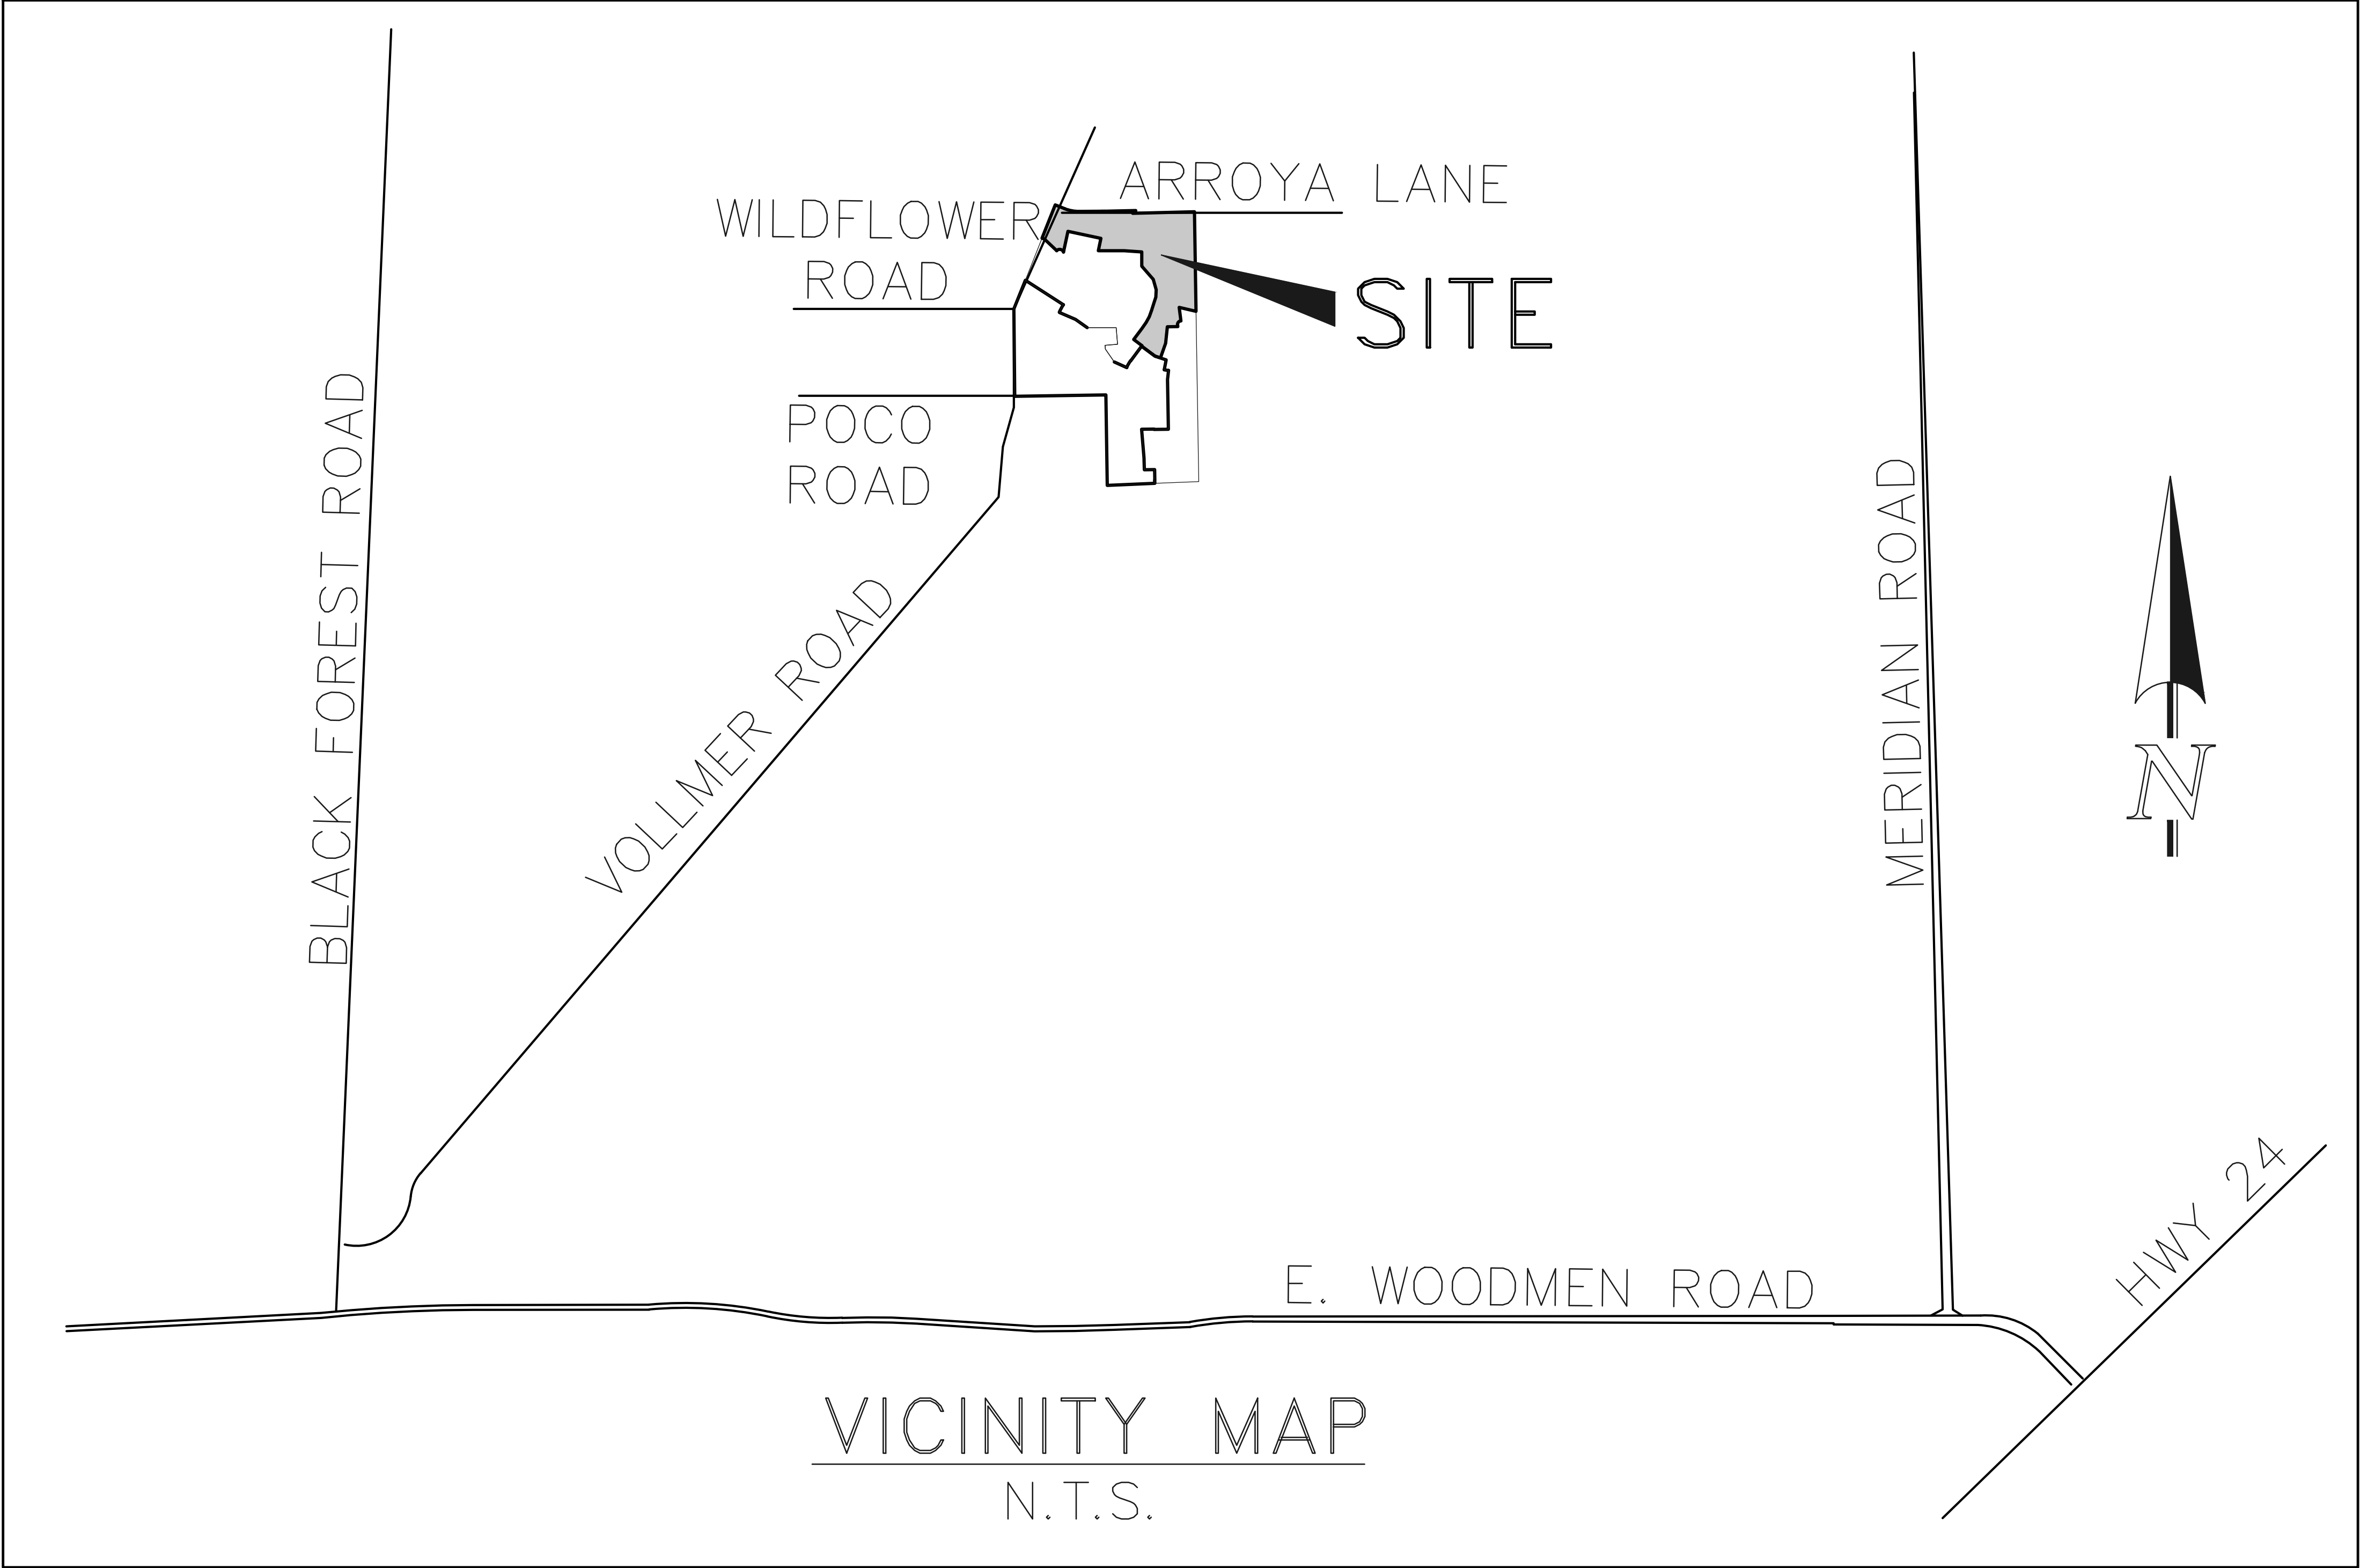 ARROYA LANE
WILDFLOWER
ROAD
SITE
POCO
ROAD
BLACK FOREST ROAD
VOLLMER ROAD
MERIDIAN ROAD
N
HWY 24
E. WOODMEN ROAD
VICINITY MAP
N.T.S.